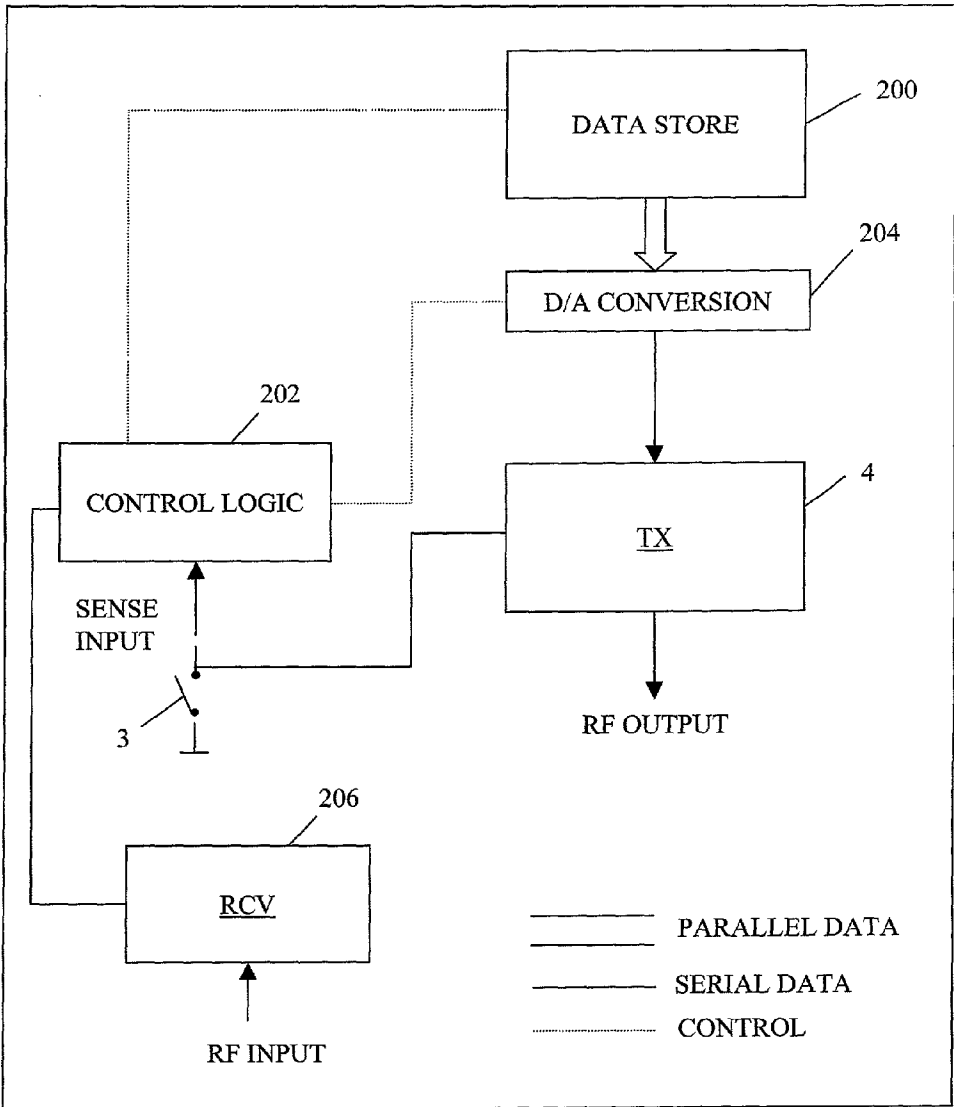 DATA STORE
200
204
D/A CONVERSION
202
CONTROL LOGIC
4
TX
SENSE
INPUT
3
RF OUTPUT
206
RCV
PARALLEL DATA
SERIAL DATA
CONTROL
RF INPUT